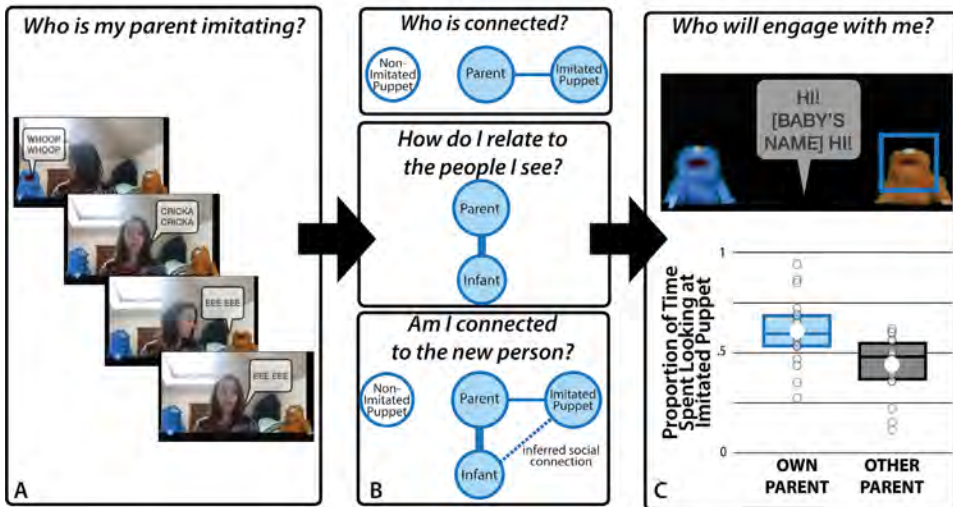 Who is my parent imitating?
WHOOP
WHOOP
CRICKA
CRICKA
EEE EEE
EEE EEE
A
Who is connected?
Non-
Imitated
Puppet
Parent
Imitated
Puppet
How do I relate to
the people I see?
Parent
Infant
Am I connected
to the new person?
Non-
Imitated
Puppet
Parent
Imitated
Puppet
inferred social
connection
Infant
B
Who will engage with me?
HI!
[BABY'S
NAME] HI!
Proportion of Time
Spent Looking at
Imitated Puppet
1
.5
0
OWN
PARENT
OTHER
PARENT
C